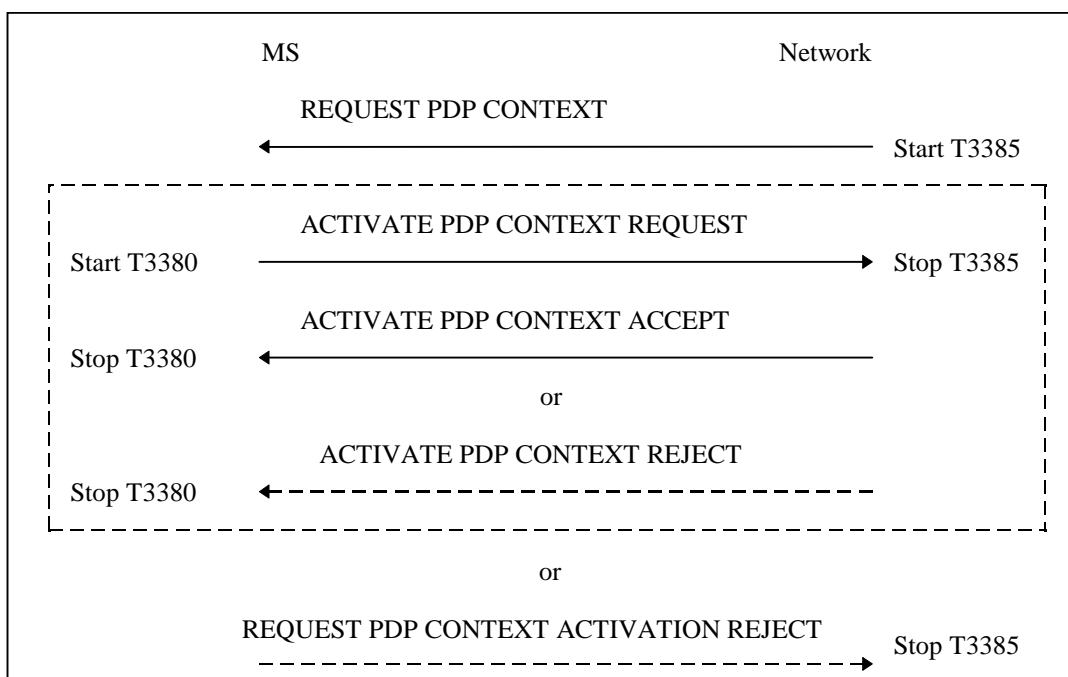 MS Network
REQUEST PDP CONTEXT
Start T3385
ACTIVATE PDP CONTEXT REQUEST
Start T3380 Stop T3385
ACTIVATE PDP CONTEXT ACCEPT
Stop T3380
or
ACTIVATE PDP CONTEXT REJECT
Stop T3380
or
REQUEST PDP CONTEXT ACTIVATION REJECT
Stop T3385